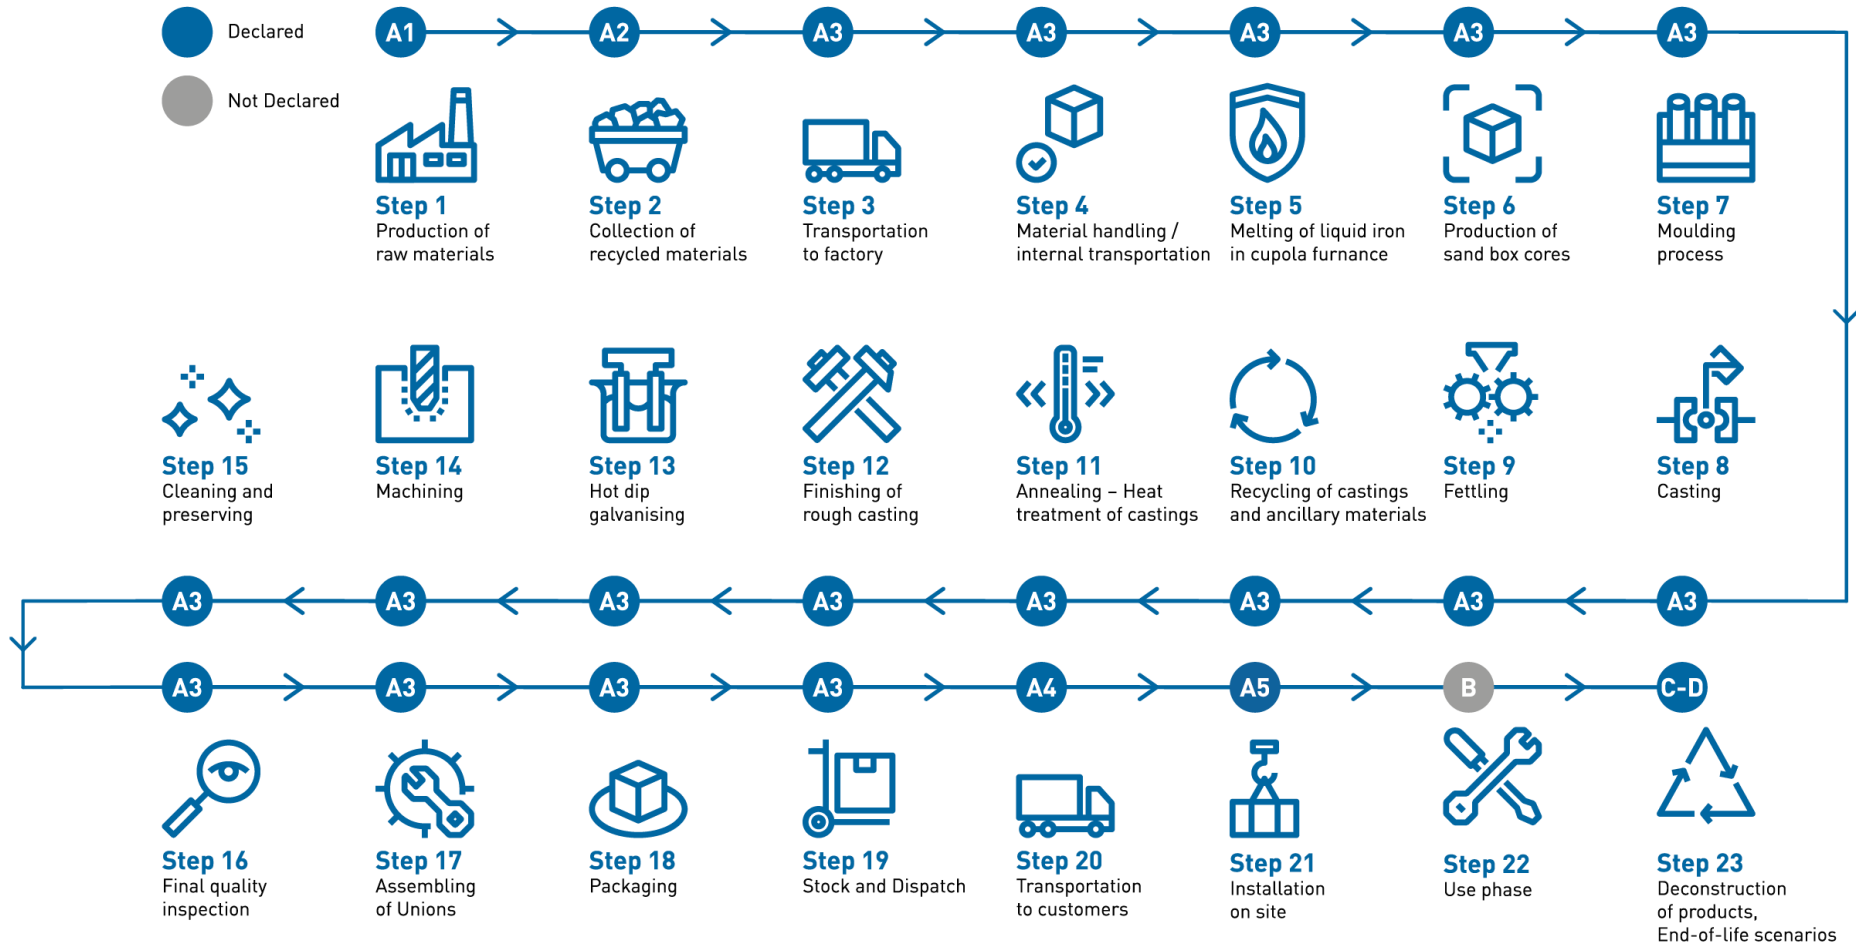 Declared
Not Declared
A1
A2
A3
A3
A3
A3
A3
Step 1
Production of
raw materials
Step 2
Collection of
recycled materials
Step 3
Transportation
to factory
Step 4
Material handling /
internal transportation
Step 5
Melting of liquid iron
in cupola furnance
Step 6
Production of
sand box cores
Step 7
Moulding
process
Step 15
Cleaning and
preserving
Step 14
Machining
Step 13
Hot dip
galvanising
Step 12
Finishing of
rough casting
Step 11
Annealing – Heat
treatment of castings
Step 10
Recycling of castings
and ancillary materials
Step 9
Fettling
Step 8
Casting
A3
A3
A3
A3
A3
A3
A3
A3
A3
A3
A3
A3
A4
A5
B
C-D
Step 16
Final quality
inspection
Step 17
Assembling
of Unions
Step 18
Packaging
Step 19
Stock and Dispatch
Step 20
Transportation
to customers
Step 21
Installation
on site
Step 22
Use phase
Step 23
Deconstruction
of products,
End-of-life scenarios